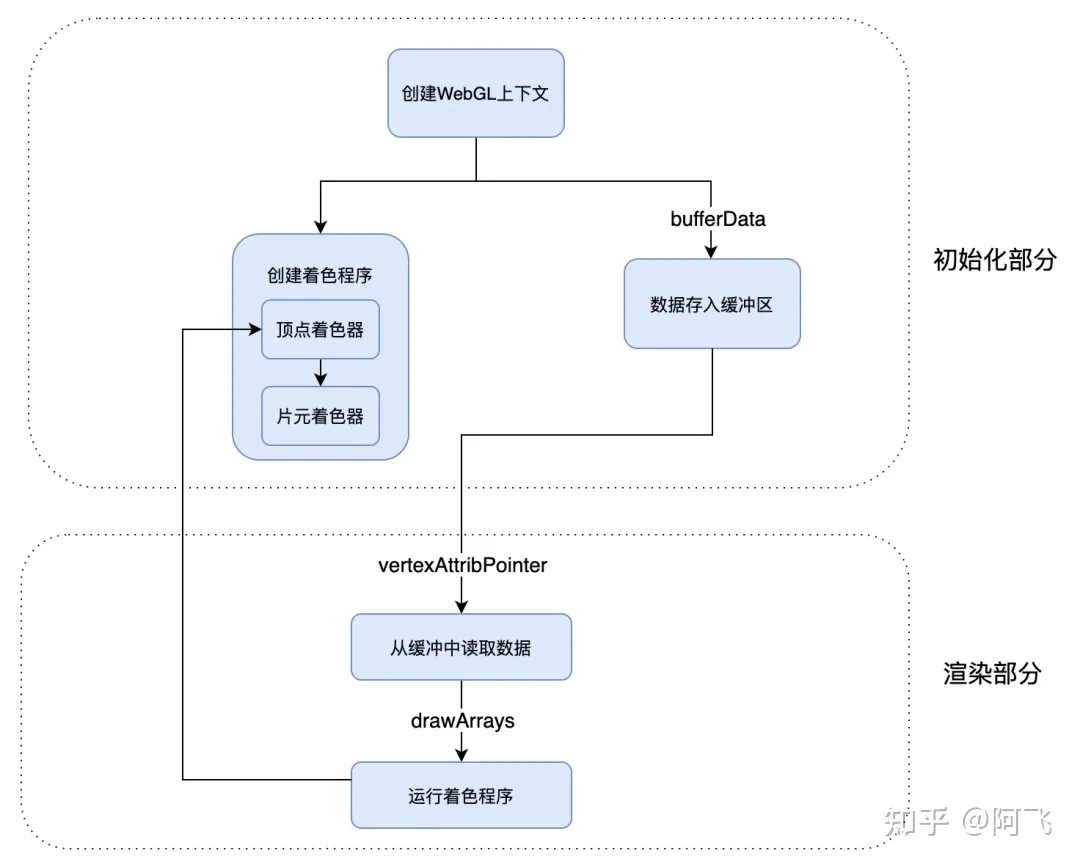 创建WebGL上下文
bufferData
初始化部分
创建着色程序
数据存入缓冲区
顶点着色器
片元着色器
vertexAttribPointer
从缓冲中读取数据
渲染部分
drawArrays
运行着色程序
知乎 @阿飞